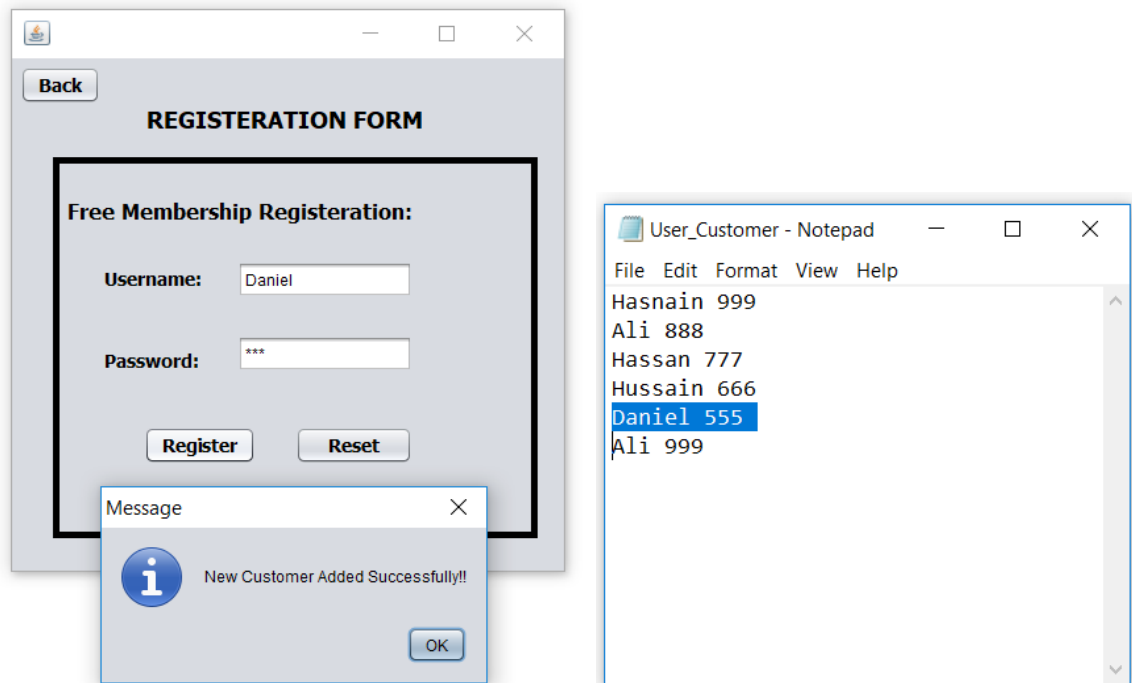 Back
REGISTERATION FORM
Free Membership Registeration:
Username: Daniel
Password: ***
Register Reset
Message
New Customer Added Successfully!!
OK
User_Customer - Notepad
File Edit Format View Help
Hasnain 999
Ali 888
Hassan 777
Hussain 666
Daniel 555
Ali 999